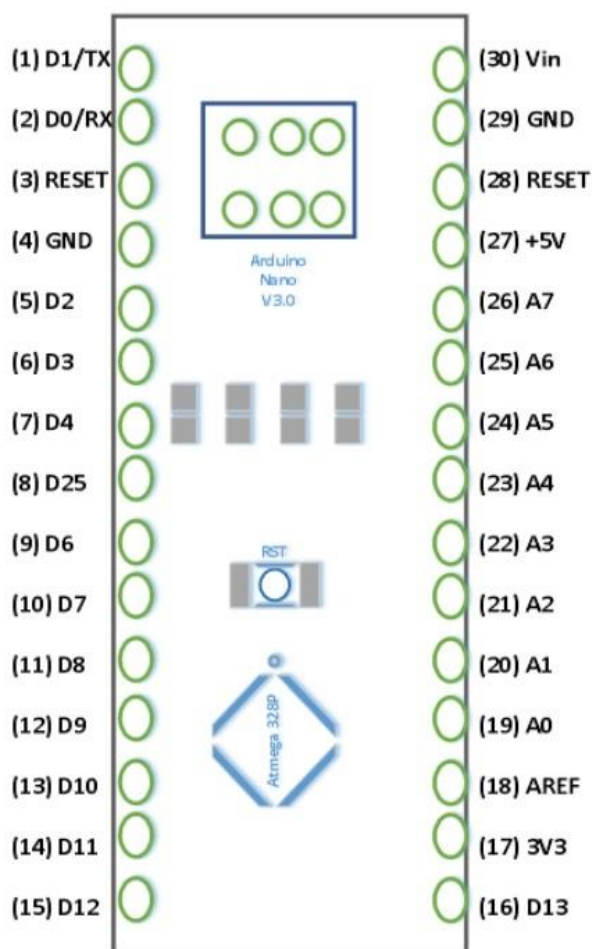 (1) D1/TX
(2) D0/RX
(3) RESET
(4) GND
(5) D2
(6) D3
(7) D4
(8) D25
(9) D6
(10) D7
(11) D8
(12) D9
(13) D10
(14) D11
(15) D12
Arduino
Nano
V3.0
RST
Atmega 328P
(30) Vin
(29) GND
(28) RESET
(27) +5V
(26) A7
(25) A6
(24) A5
(23) A4
(22) A3
(21) A2
(20) A1
(19) A0
(18) AREF
(17) 3V3
(16) D13